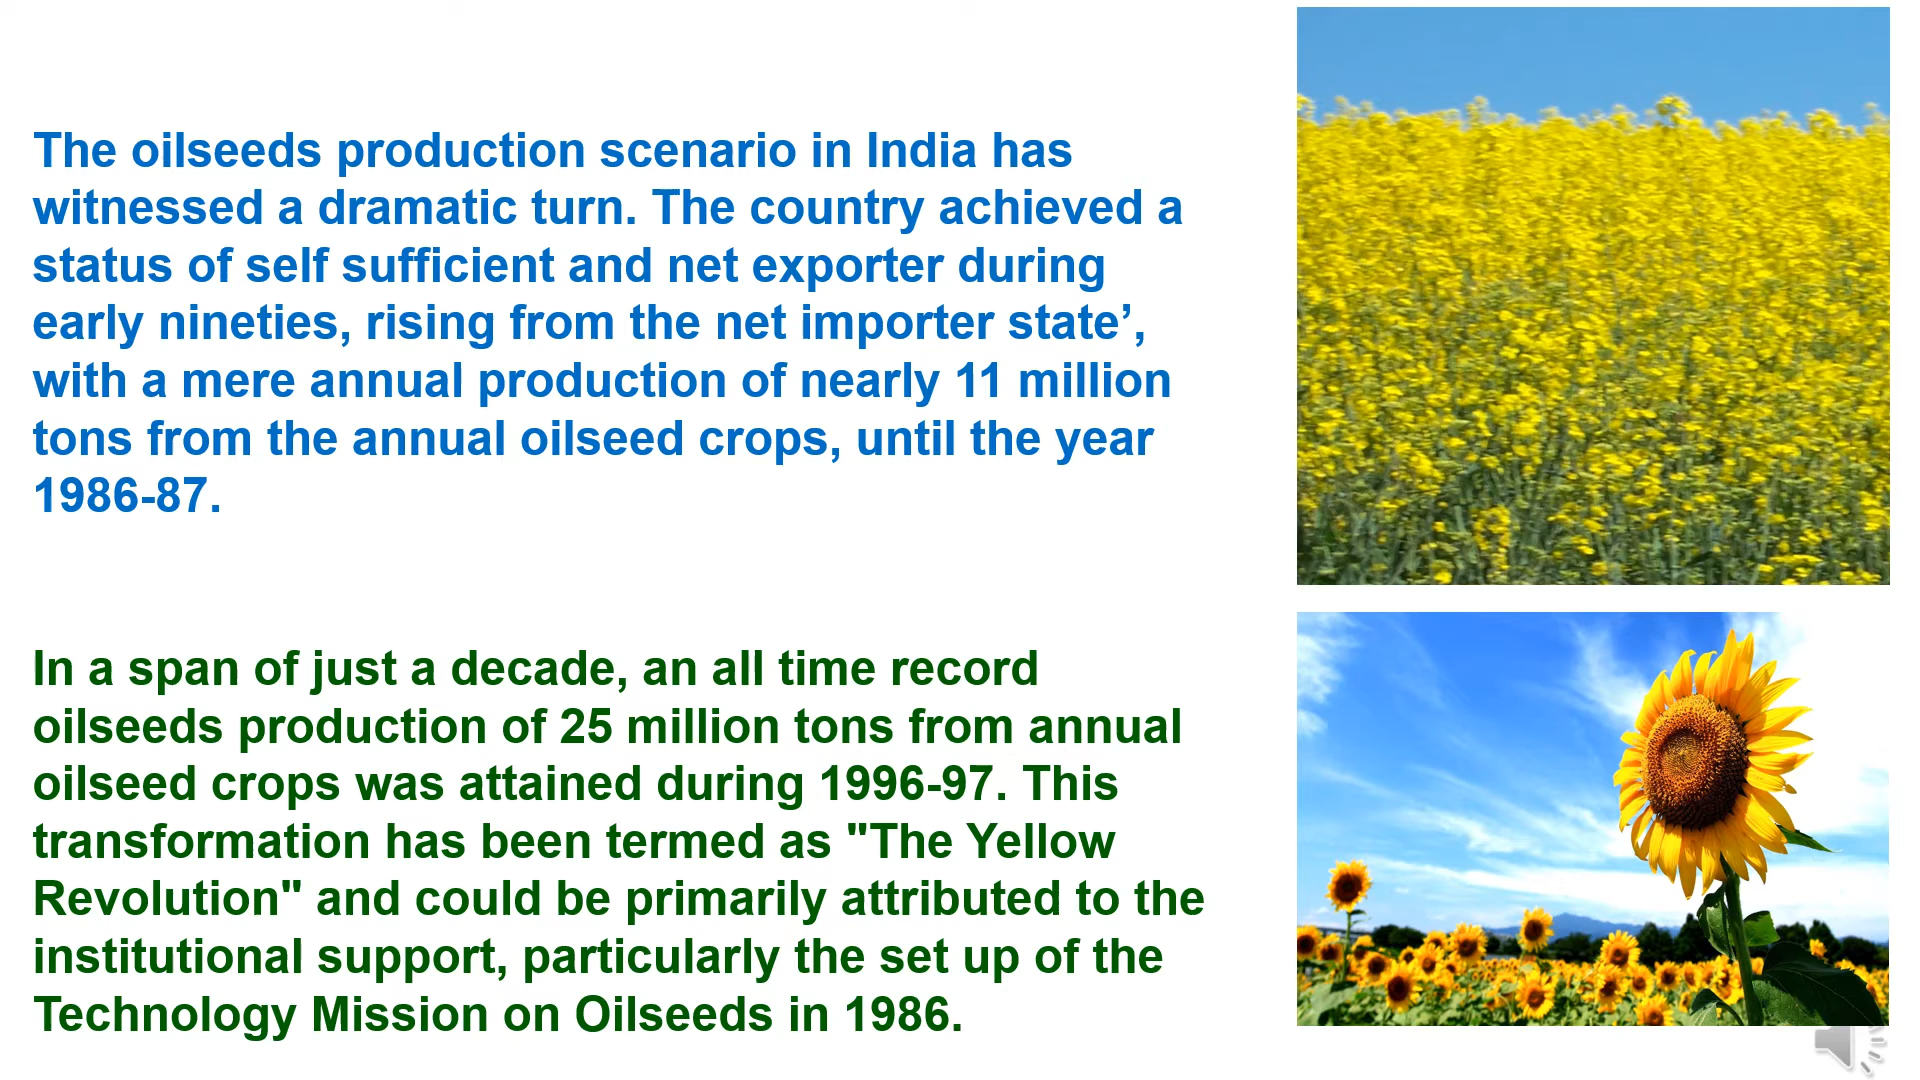 The oilseeds production scenario in India has
witnessed a dramatic turn. The country achieved a
status of self sufficient and net exporter during
early nineties, rising from the net importer state’,
with a mere annual production of nearly 11 million
tons from the annual oilseed crops, until the year
1986-87.
In a span of just a decade, an all time record
oilseeds production of 25 million tons from annual
oilseed crops was attained during 1996-97. This
transformation has been termed as "The Yellow
Revolution" and could be primarily attributed to the
institutional support, particularly the set up of the
Technology Mission on Oilseeds in 1986.